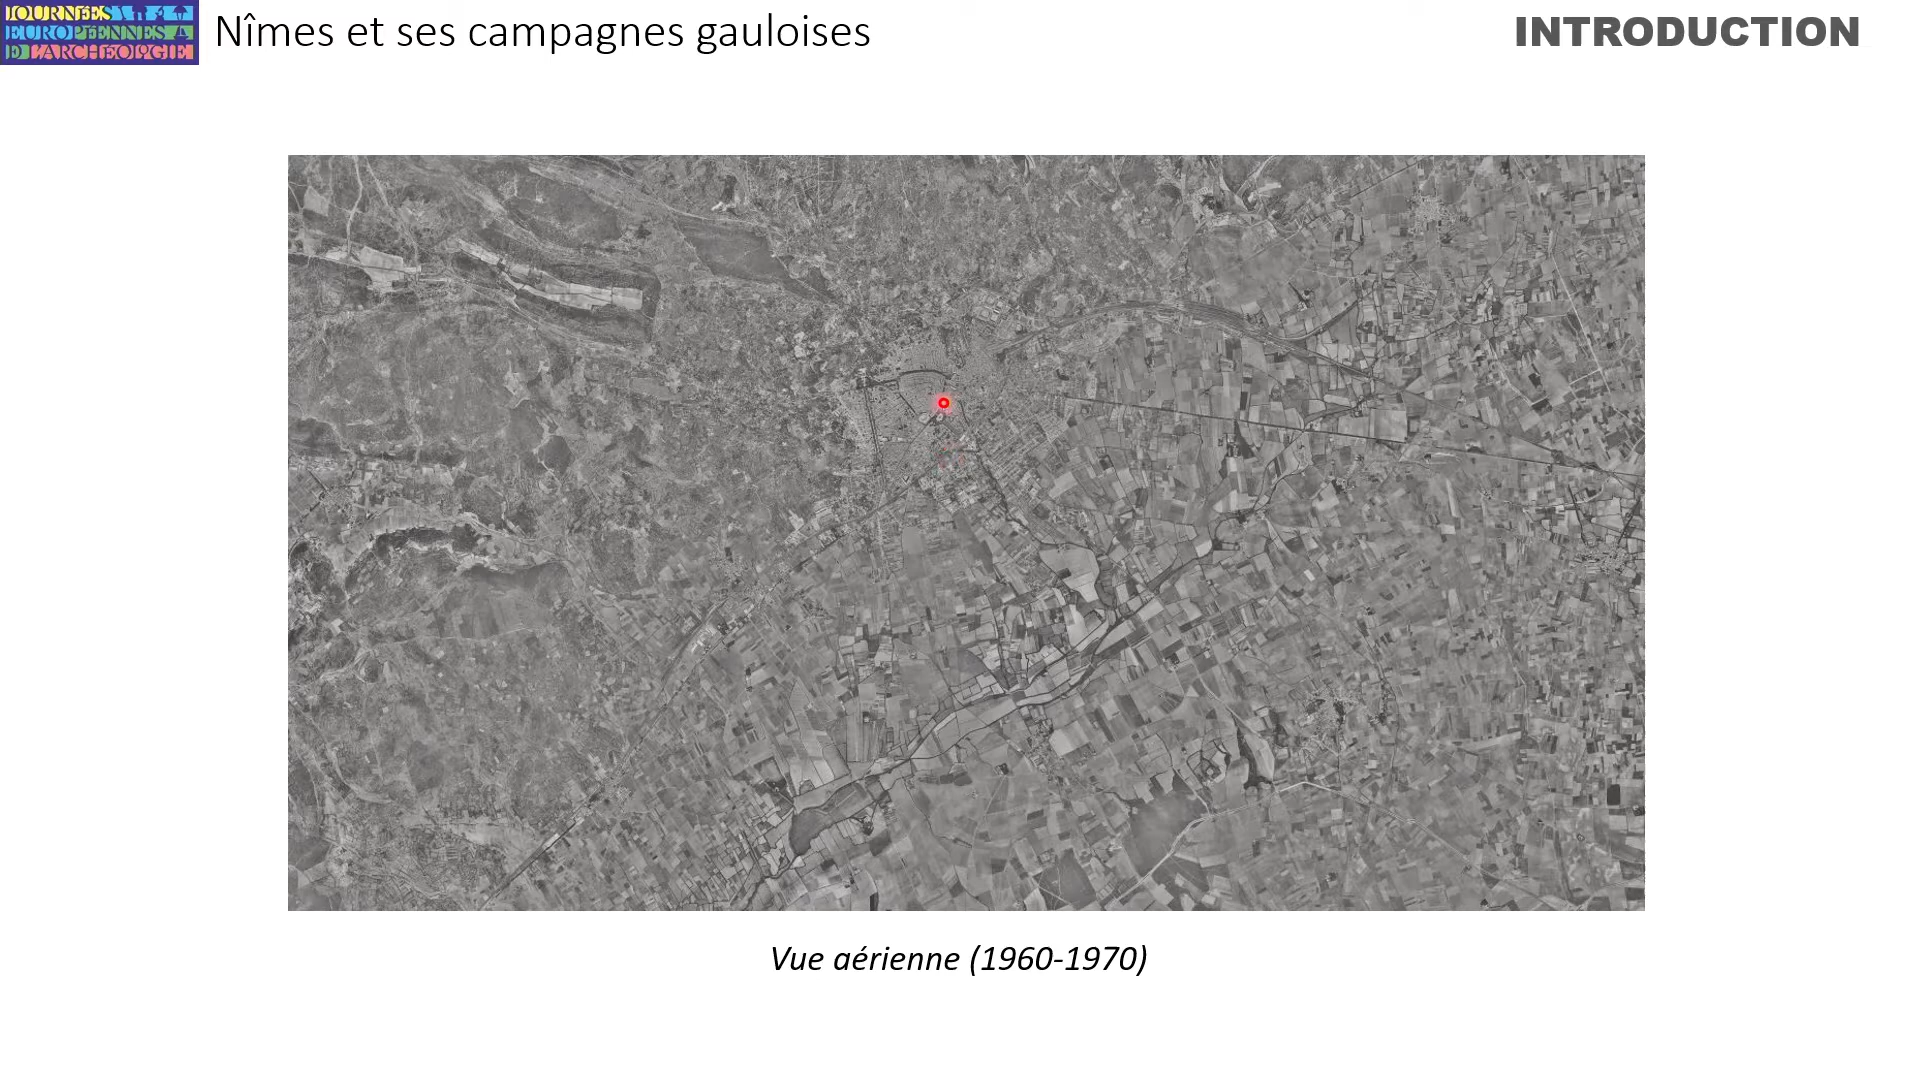 JOURNÉES
EUROPÉENNES
DE L'ARCHÉOLOGIE
Nîmes et ses campagnes gauloises
INTRODUCTION
Vue aérienne (1960-1970)